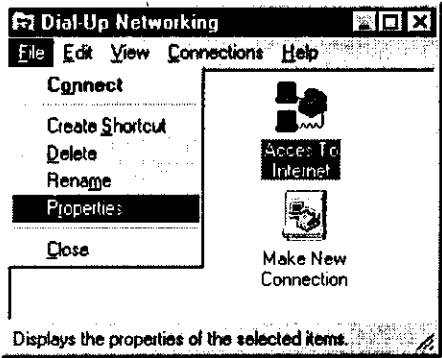 Dial-Up Networking
File Edit View Connections Help
Connect
Create Shortcut
Delete
Rename
Properties
Close
Acces To
Internet
Make New
Connection
Displays the properties of the selected items.